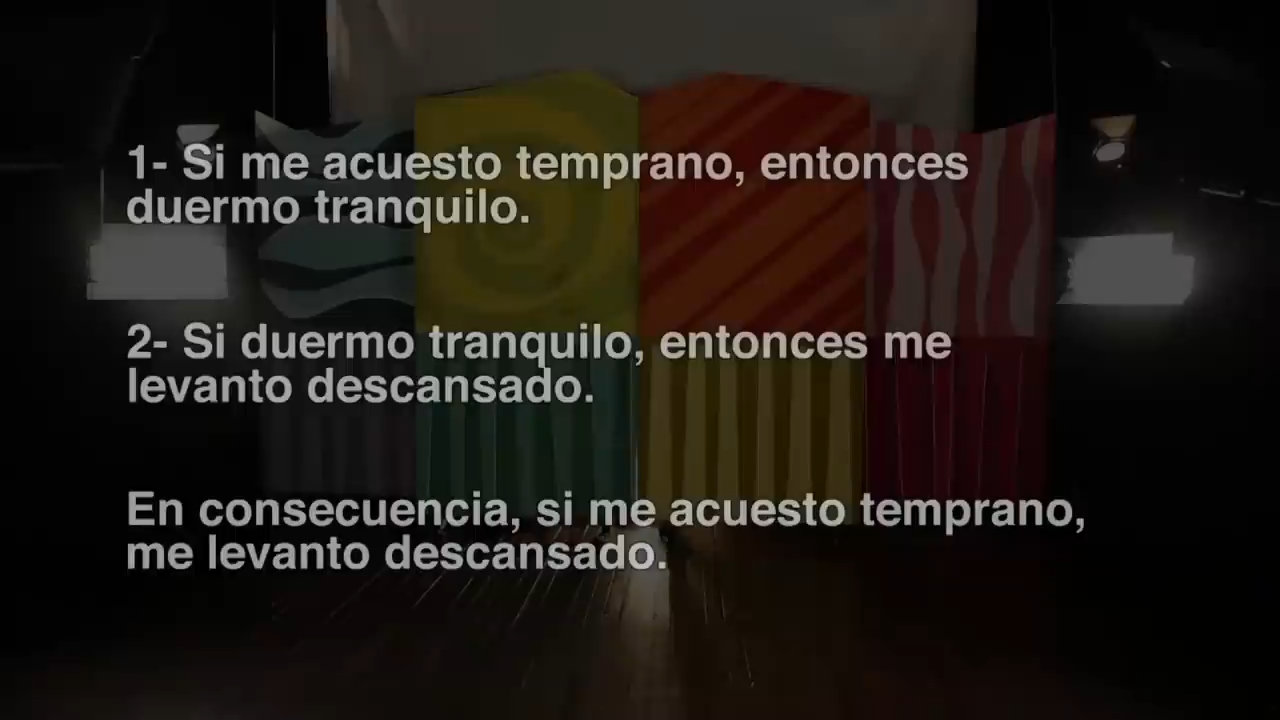 1- Si me acuesto temprano, entonces
duermo tranquilo.
2- Si duermo tranquilo, entonces me
levanto descansado.
En consecuencia, si me acuesto temprano,
me levanto descansado.